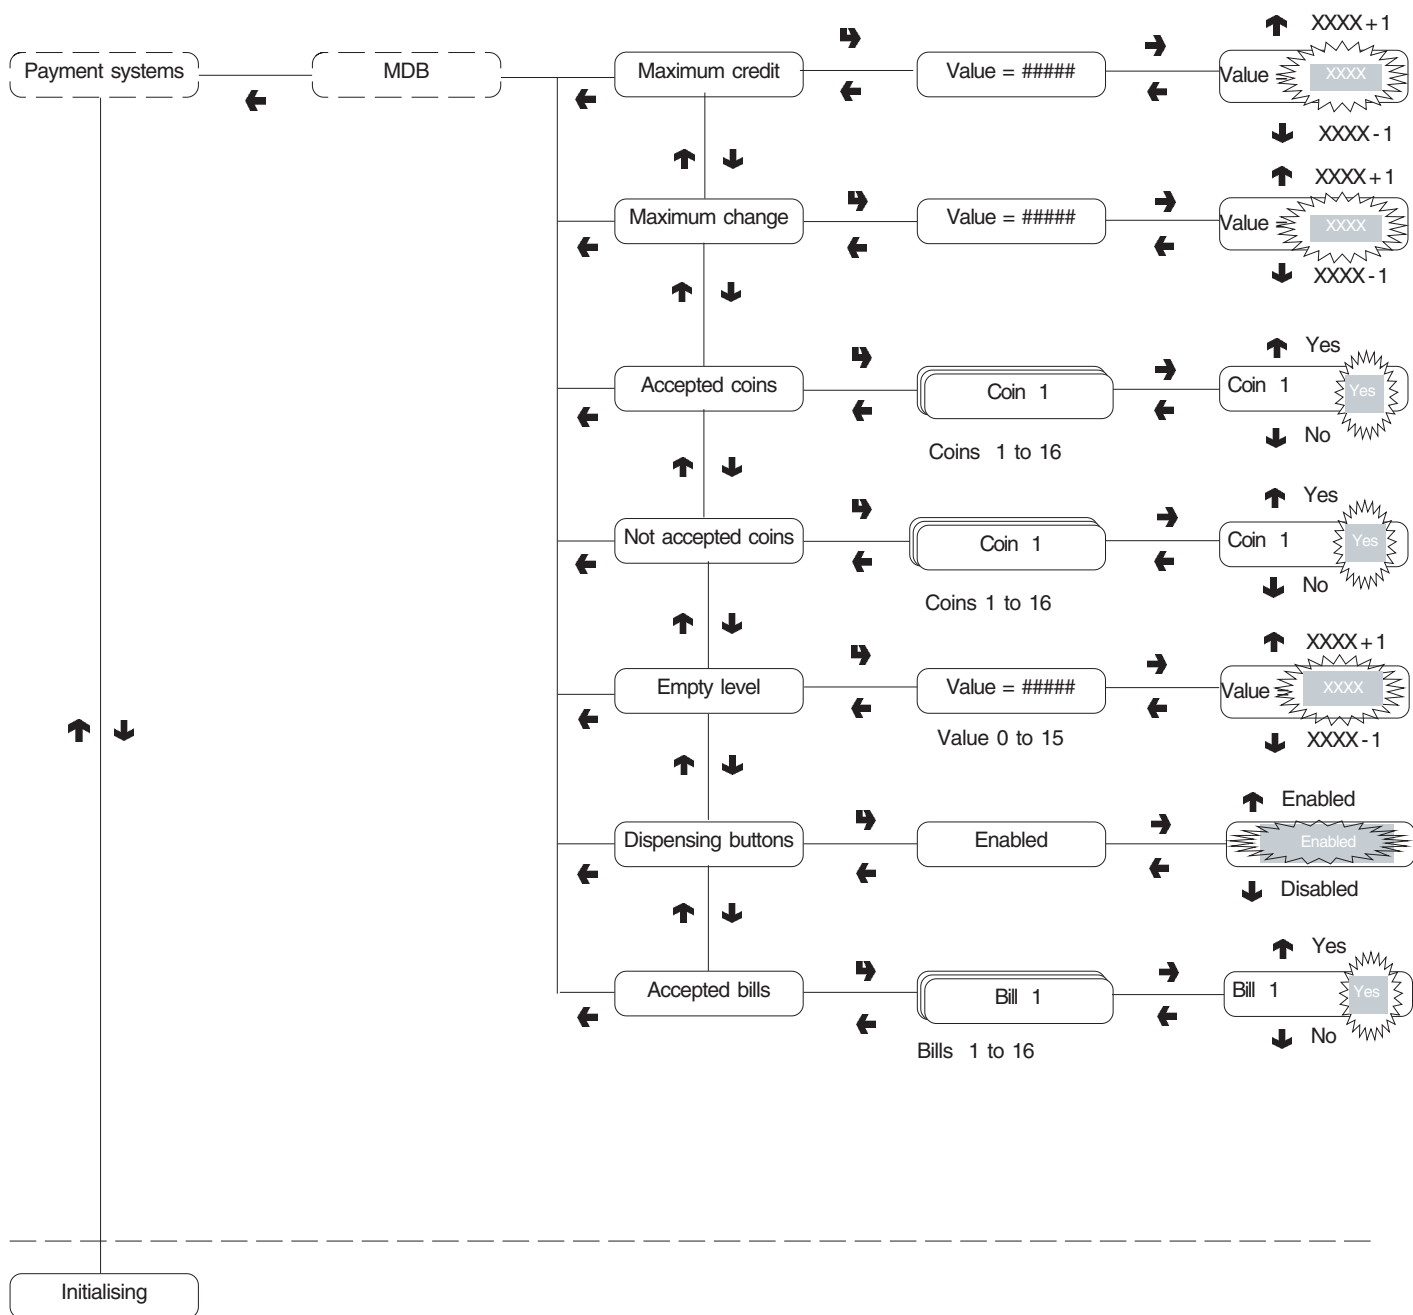 XXXX+1
Payment systems
MDB
Maximum credit
Value = #####
Value = XXXX
XXXX-1
XXXX+1
Maximum change
Value = #####
Value = XXXX
XXXX-1
Yes
Accepted coins
Coin 1
Coin 1 Yes
No
Coins 1 to 16
Yes
Not accepted coins
Coin 1
Coin 1 Yes
No
Coins 1 to 16
XXXX+1
Empty level
Value = #####
Value = XXXX
Value 0 to 15
XXXX-1
Enabled
Dispensing buttons
Enabled
Enabled
Disabled
Yes
Accepted bills
Bill 1
Bill 1 Yes
No
Bills 1 to 16
Initialising